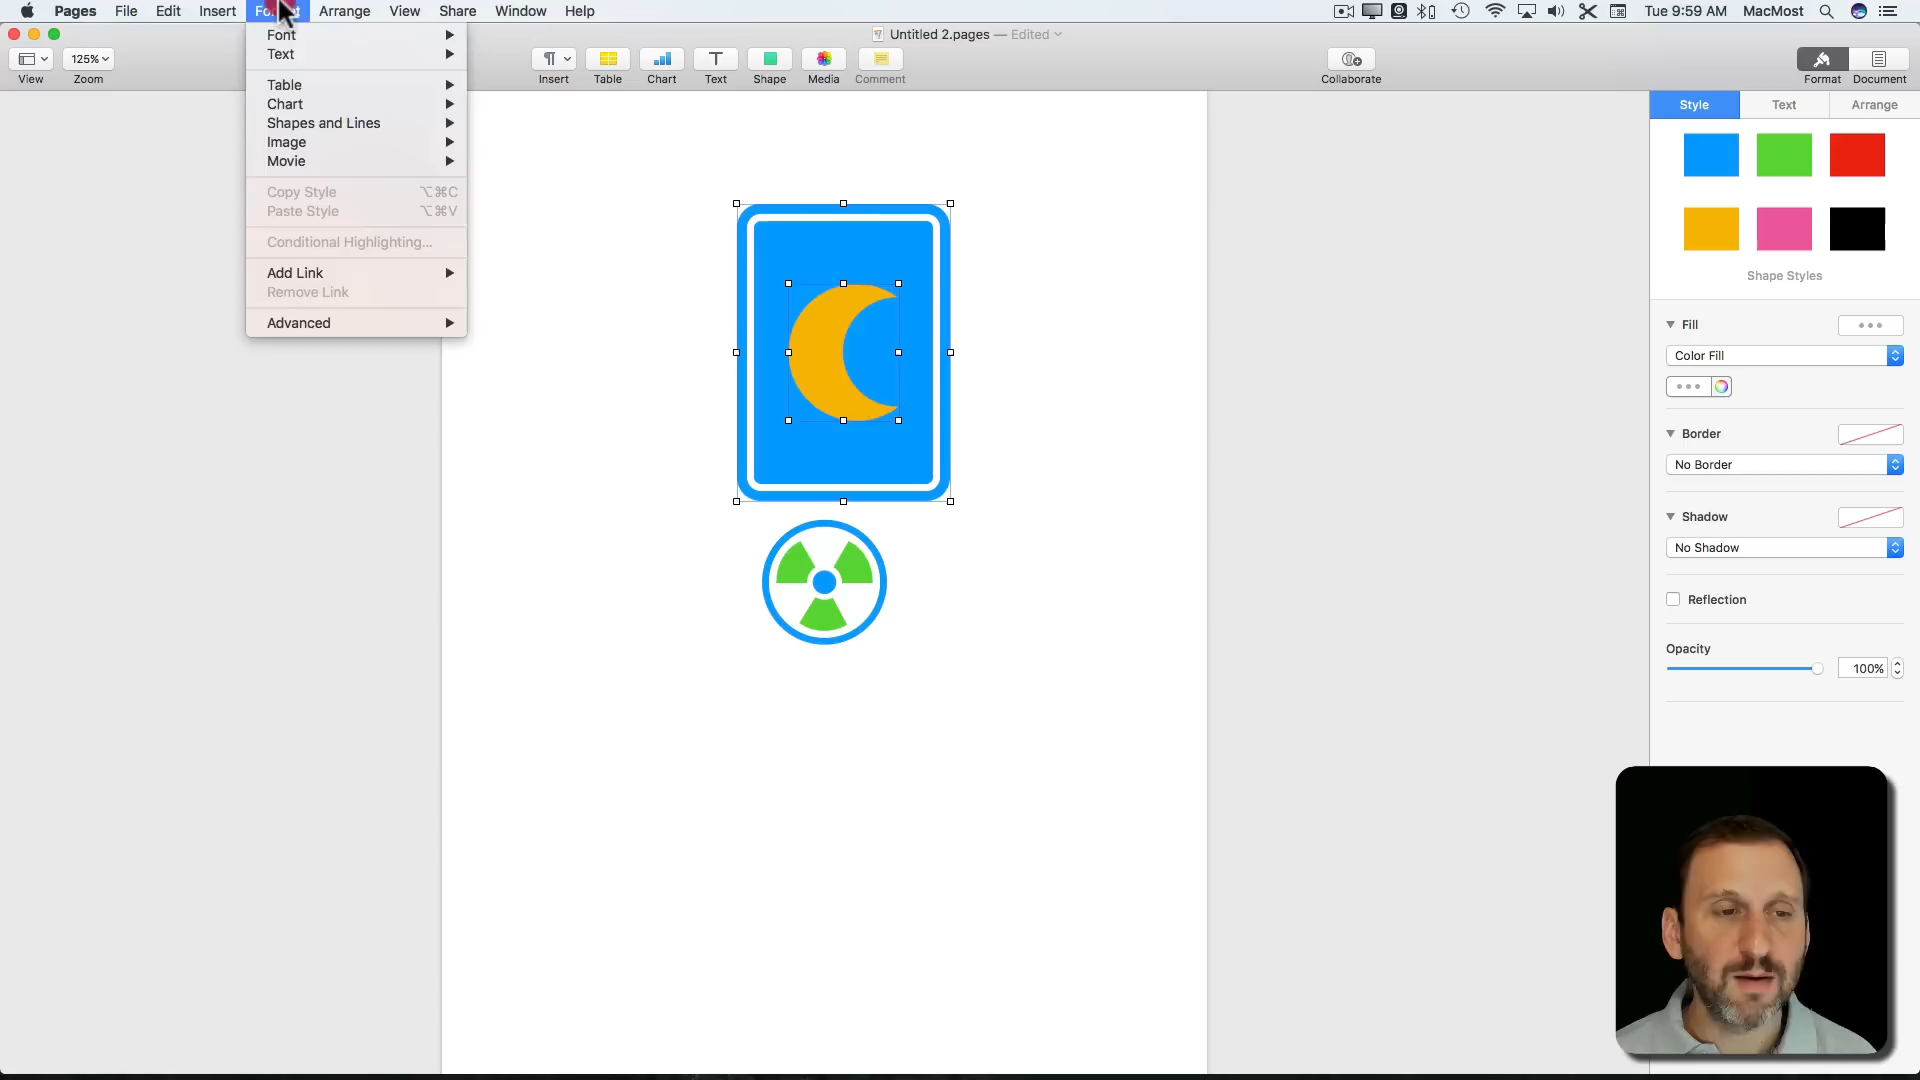 Pages File Edit Insert Format Arrange View Share Window Help Tue 9:59 AM MacMost
Untitled 2.pages — Edited
125%
View Zoom Insert Table Chart Text Shape Media Comment Collaborate Format Document
Font
Text
Table
Chart
Shapes and Lines
Image
Movie
Copy Style ⌥⌘C
Paste Style ⌥⌘V
Conditional Highlighting...
Add Link
Remove Link
Advanced
Style Text Arrange
Shape Styles
Fill
Color Fill
Border
No Border
Shadow
No Shadow
Reflection
Opacity
100%